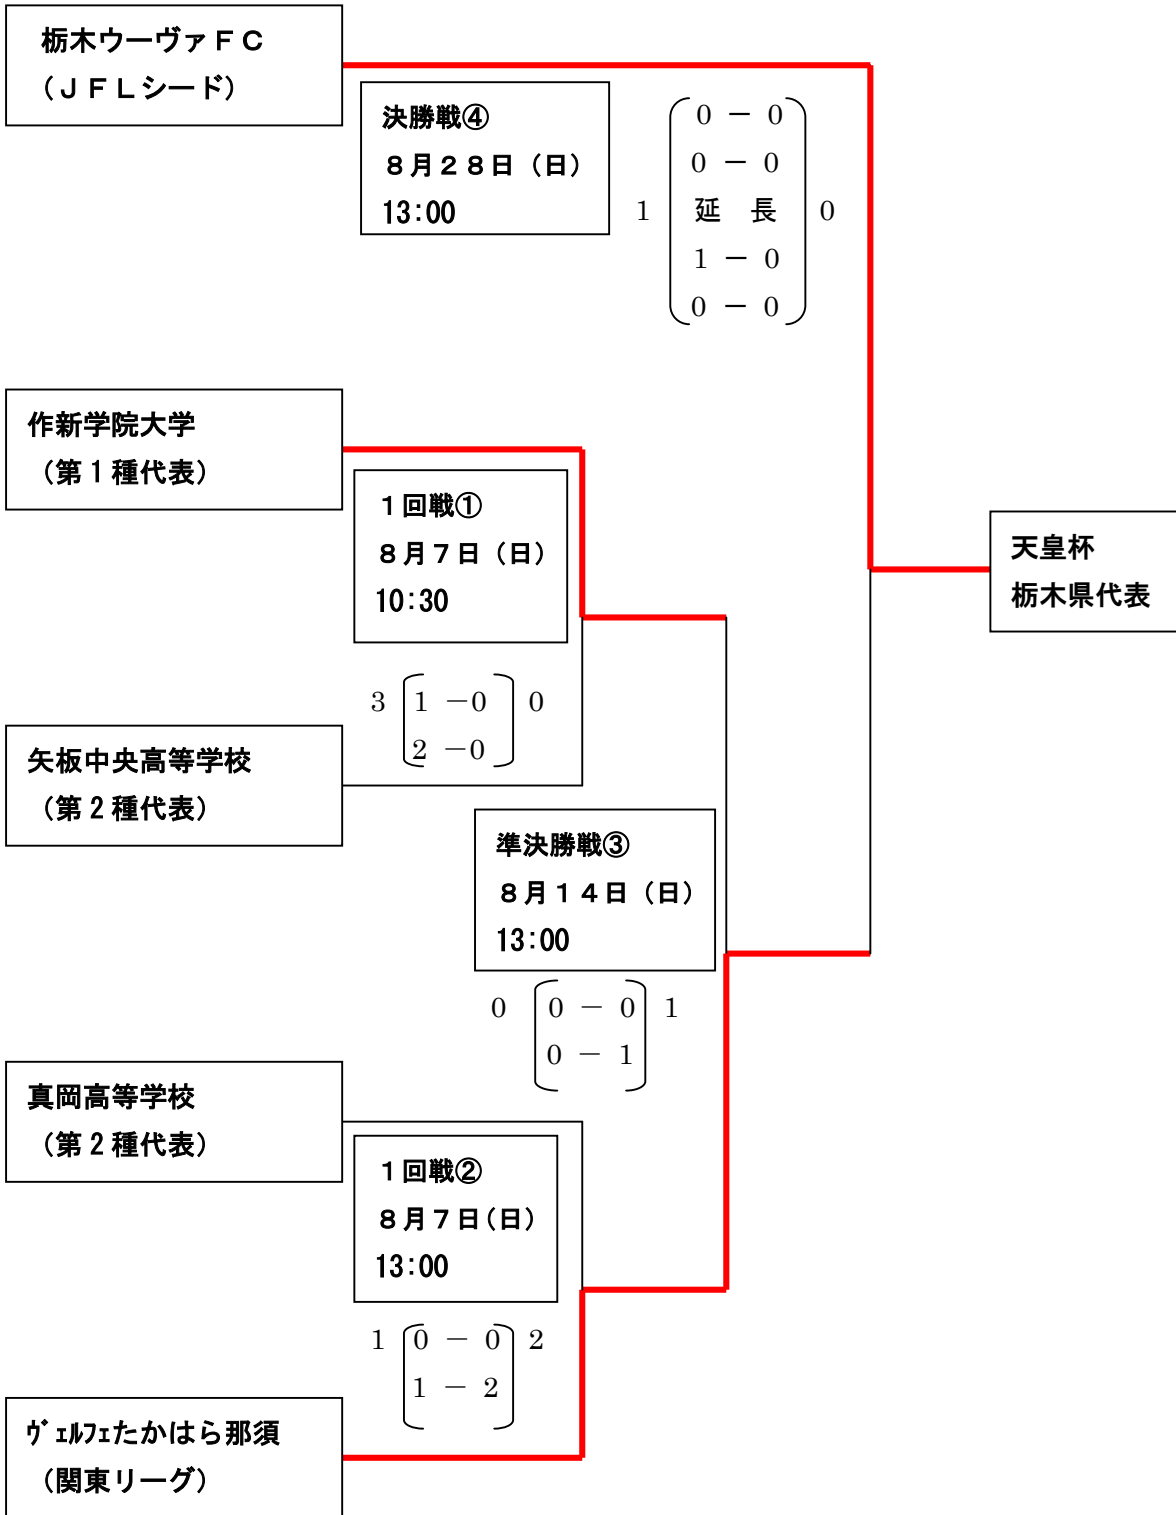 栃木ウーヴァＦＣ
（ＪＦＬシード）
決勝戦④
８月２８日（日）
13:00
0 － 0
0 － 0
1 延　長 0
1 － 0
0 － 0
作新学院大学
（第１種代表）
１回戦①
８月７日（日）
10:30
3 1 －0 0
2 －0
矢板中央高等学校
（第２種代表）
天皇杯
栃木県代表
準決勝戦③
８月１４日（日）
13:00
0 0 － 0 1
0 － 1
真岡高等学校
（第２種代表）
１回戦②
８月７日(日)
13:00
1 0 － 0 2
1 － 2
ｳﾞｪﾙﾌｪたかはら那須
（関東リーグ）